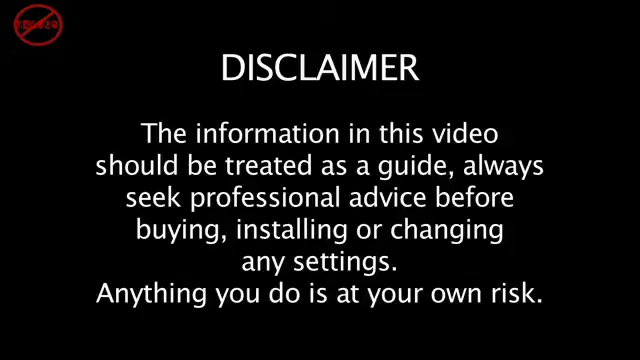 DISCLAIMER
The information in this video
should be treated as a guide, always
seek professional advice before
buying, installing or changing
any settings.
Anything you do is at your own risk.